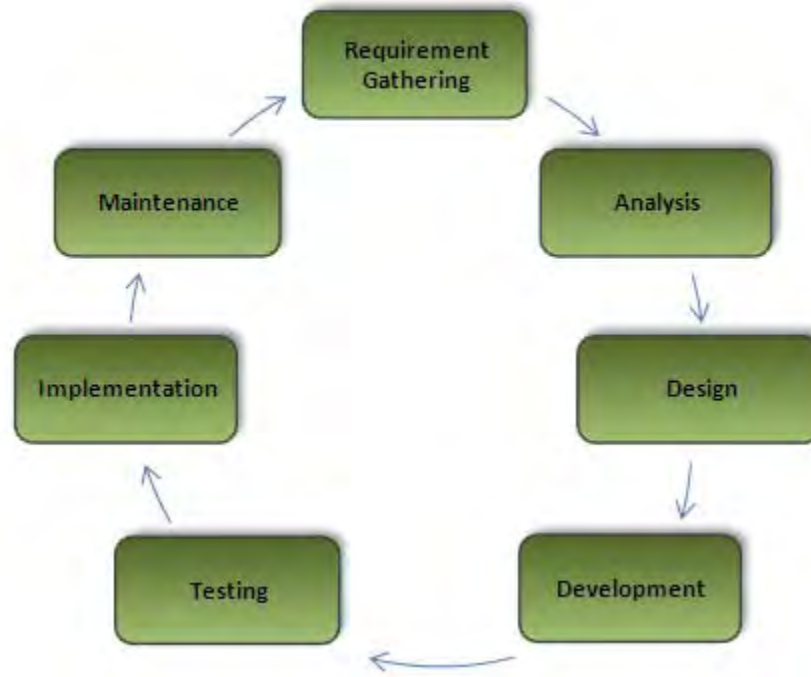 Requirement
Gathering
Analysis
Design
Development
Testing
Implementation
Maintenance